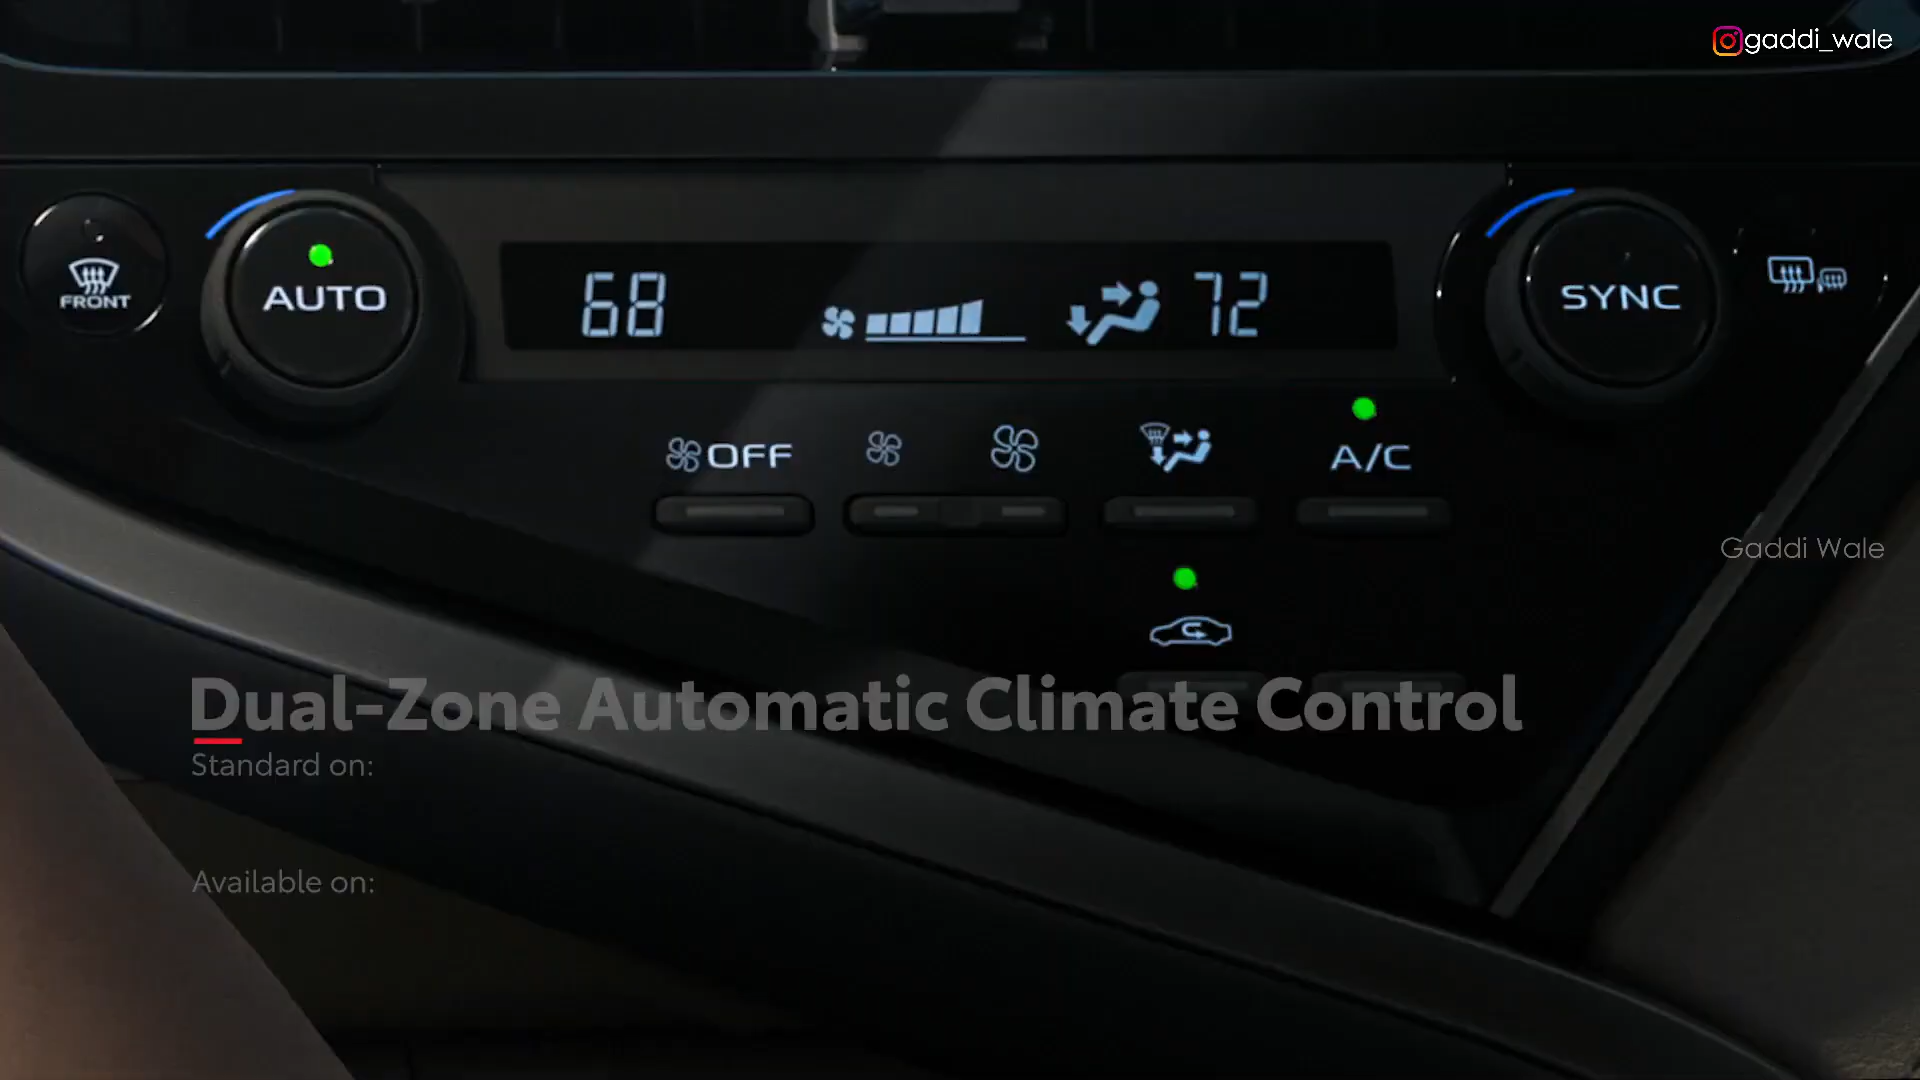 gaddi_wale
FRONT
AUTO
68
72
SYNC
OFF
A/C
Gaddi Wale
Dual-Zone Automatic Climate Control
Standard on:
Available on: